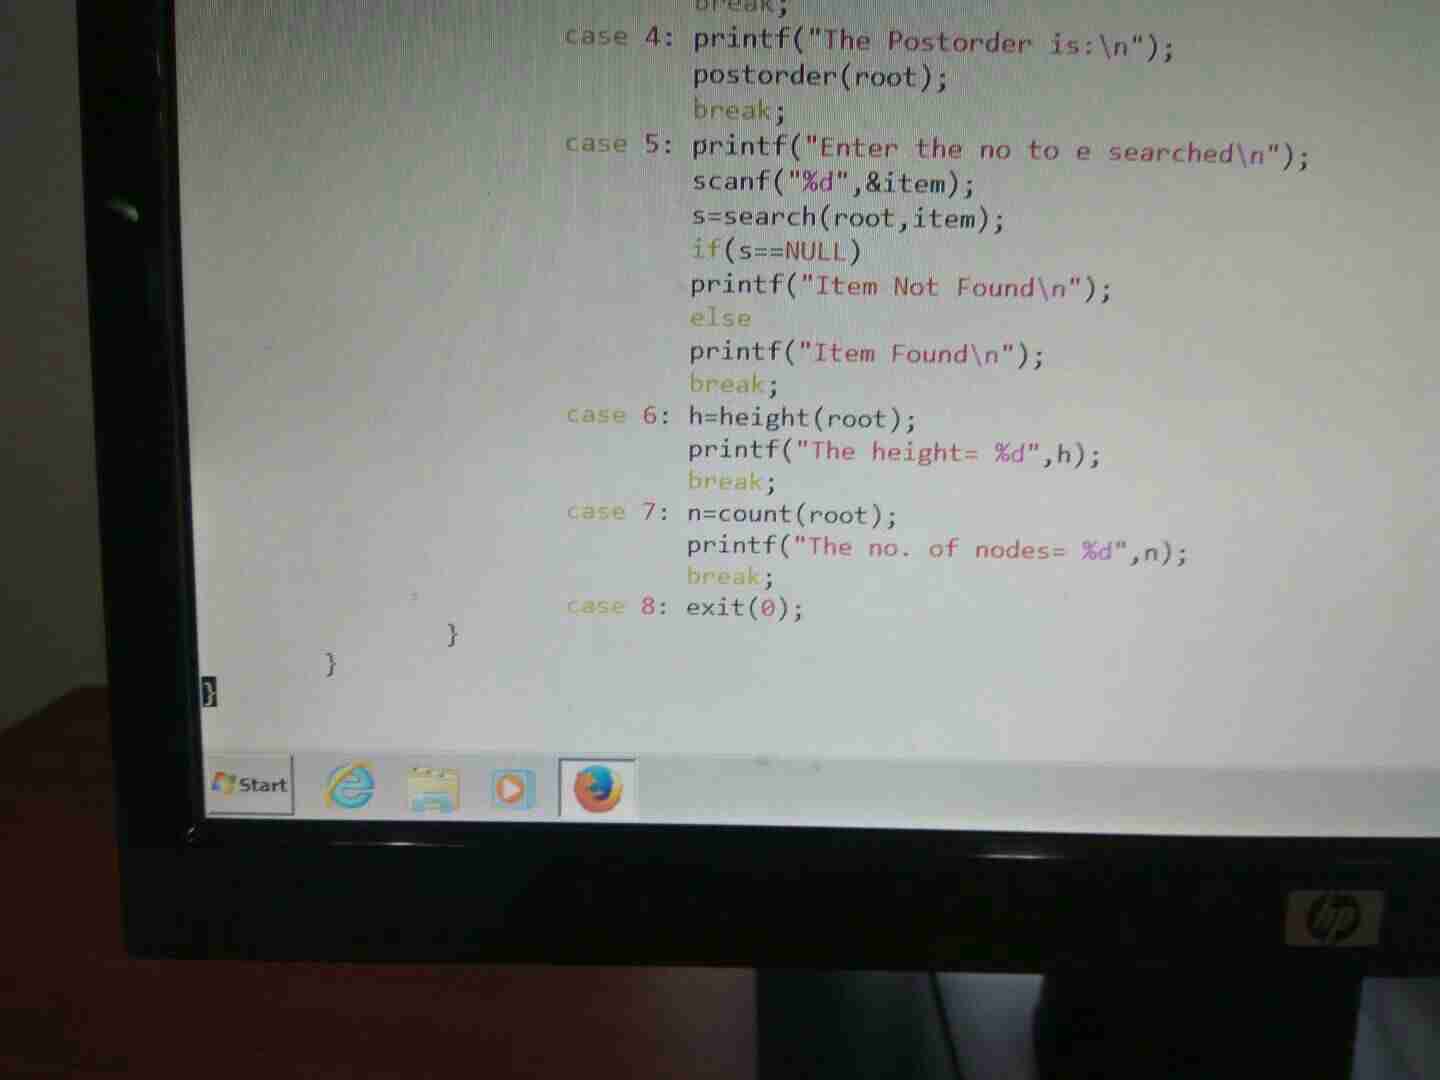 break;
case 4: printf("The Postorder is:\n");
postorder(root);
break;
case 5: printf("Enter the no to e searched\n");
scanf("%d",&item);
s=search(root,item);
if(s==NULL)
printf("Item Not Found\n");
else
printf("Item Found\n");
break;
case 6: h=height(root);
printf("The height= %d",h);
break;
case 7: n=count(root);
printf("The no. of nodes= %d",n);
break;
case 8: exit(0);
}
}
}
Start
hp